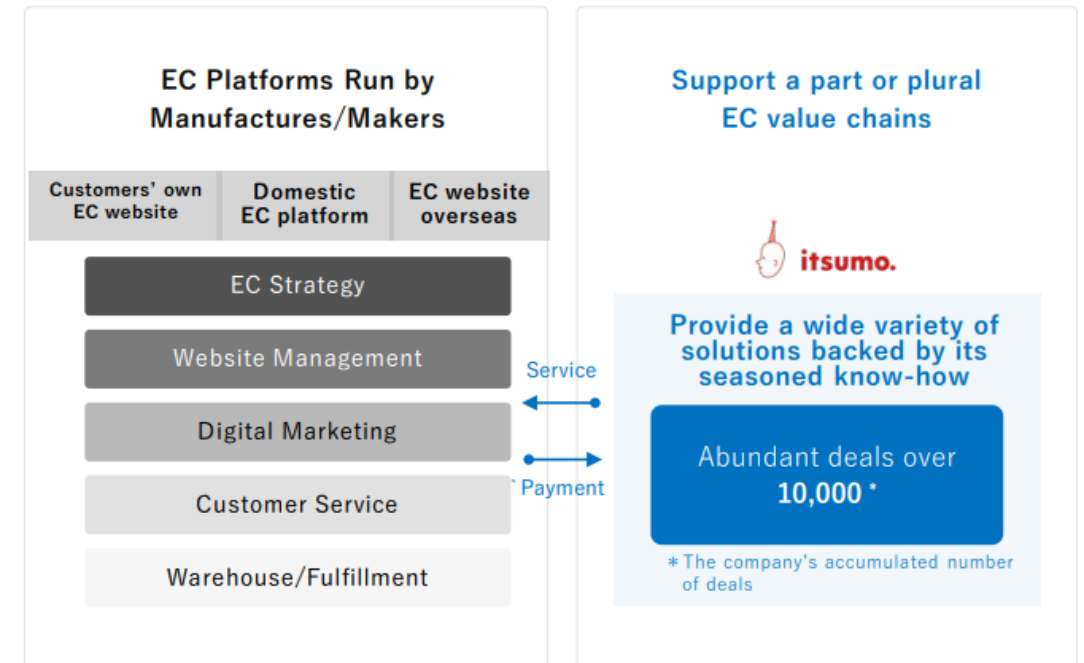 EC Platforms Run by
Manufactures/Makers
Customers' own
EC website
Domestic
EC platform
EC website
overseas
EC Strategy
Website Management
Digital Marketing
Customer Service
Warehouse/Fulfillment
Service
` Payment
Support a part or plural
EC value chains
itsumo.
Provide a wide variety of
solutions backed by its
seasoned know-how
Abundant deals over
10,000 *
* The company's accumulated number
of deals